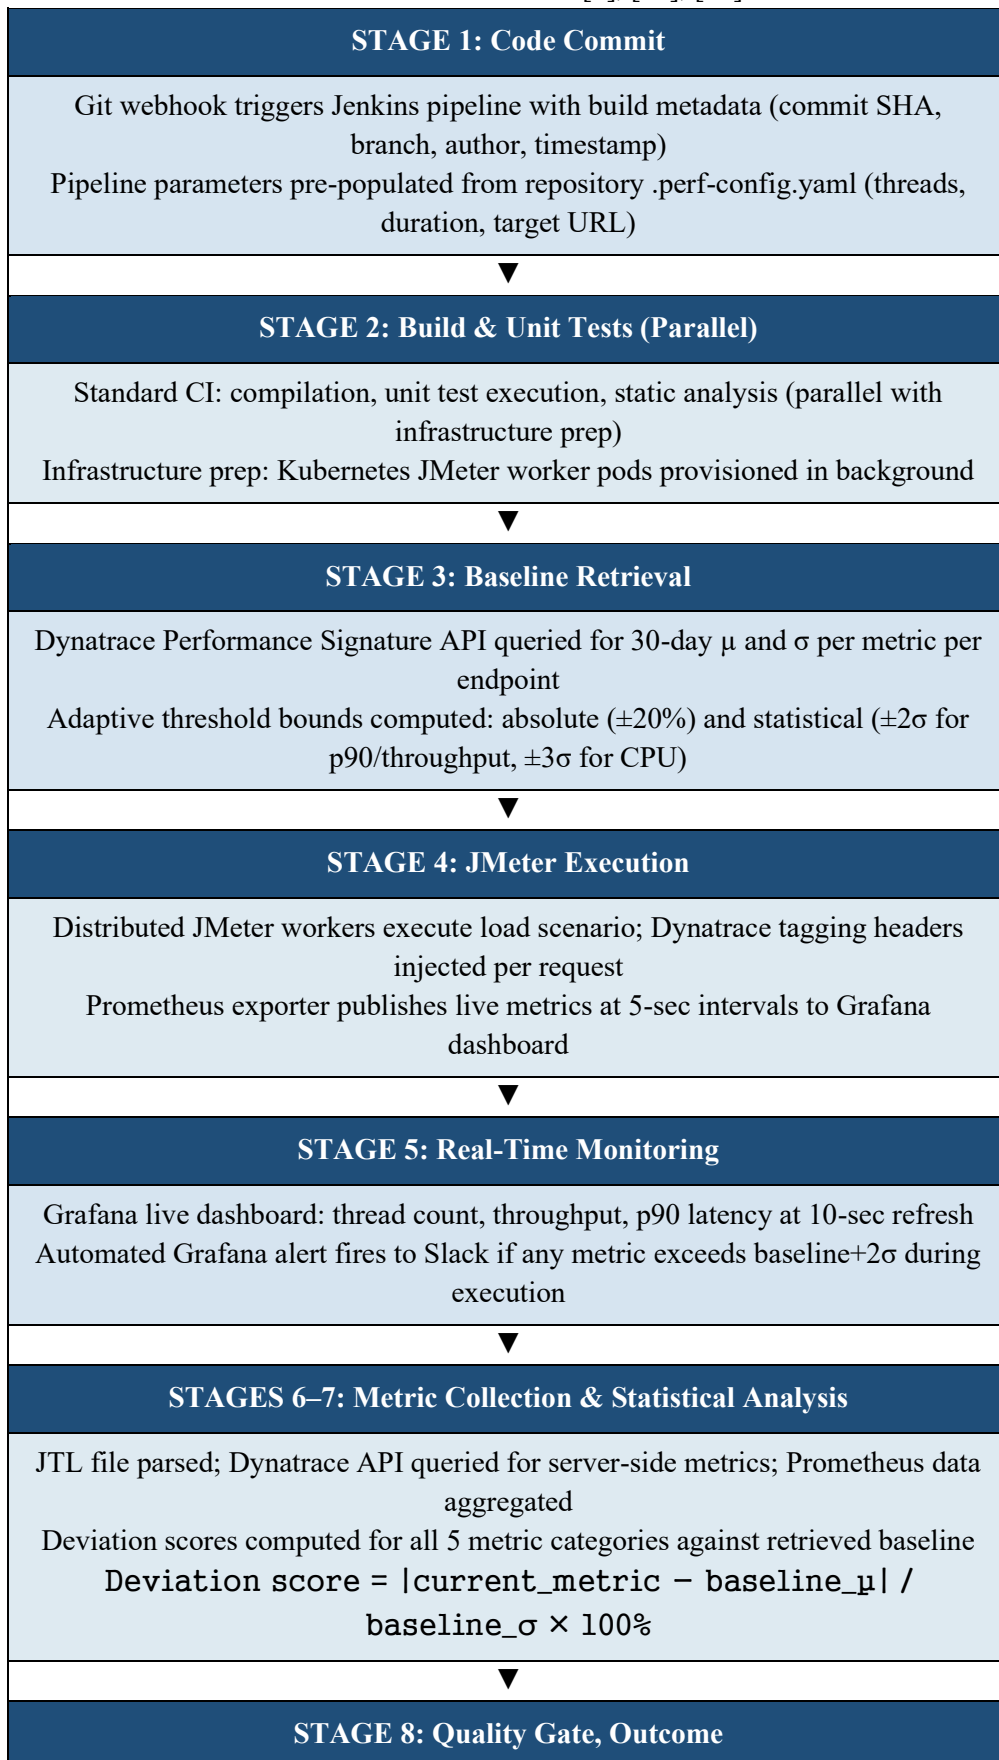 STAGE 1: Code Commit
Git webhook triggers Jenkins pipeline with build metadata (commit SHA,
branch, author, timestamp)
Pipeline parameters pre-populated from repository .perf-config.yaml (threads,
duration, target URL)
▼
STAGE 2: Build & Unit Tests (Parallel)
Standard CI: compilation, unit test execution, static analysis (parallel with
infrastructure prep)
Infrastructure prep: Kubernetes JMeter worker pods provisioned in background
▼
STAGE 3: Baseline Retrieval
Dynatrace Performance Signature API queried for 30-day μ and σ per metric per
endpoint
Adaptive threshold bounds computed: absolute (±20%) and statistical (±2σ for
p90/throughput, ±3σ for CPU)
▼
STAGE 4: JMeter Execution
Distributed JMeter workers execute load scenario; Dynatrace tagging headers
injected per request
Prometheus exporter publishes live metrics at 5-sec intervals to Grafana
dashboard
▼
STAGE 5: Real-Time Monitoring
Grafana live dashboard: thread count, throughput, p90 latency at 10-sec refresh
Automated Grafana alert fires to Slack if any metric exceeds baseline+2σ during
execution
▼
STAGES 6–7: Metric Collection & Statistical Analysis
JTL file parsed; Dynatrace API queried for server-side metrics; Prometheus data
aggregated
Deviation scores computed for all 5 metric categories against retrieved baseline
Deviation score = |current_metric − baseline_μ| /
baseline_σ × 100%
▼
STAGE 8: Quality Gate, Outcome